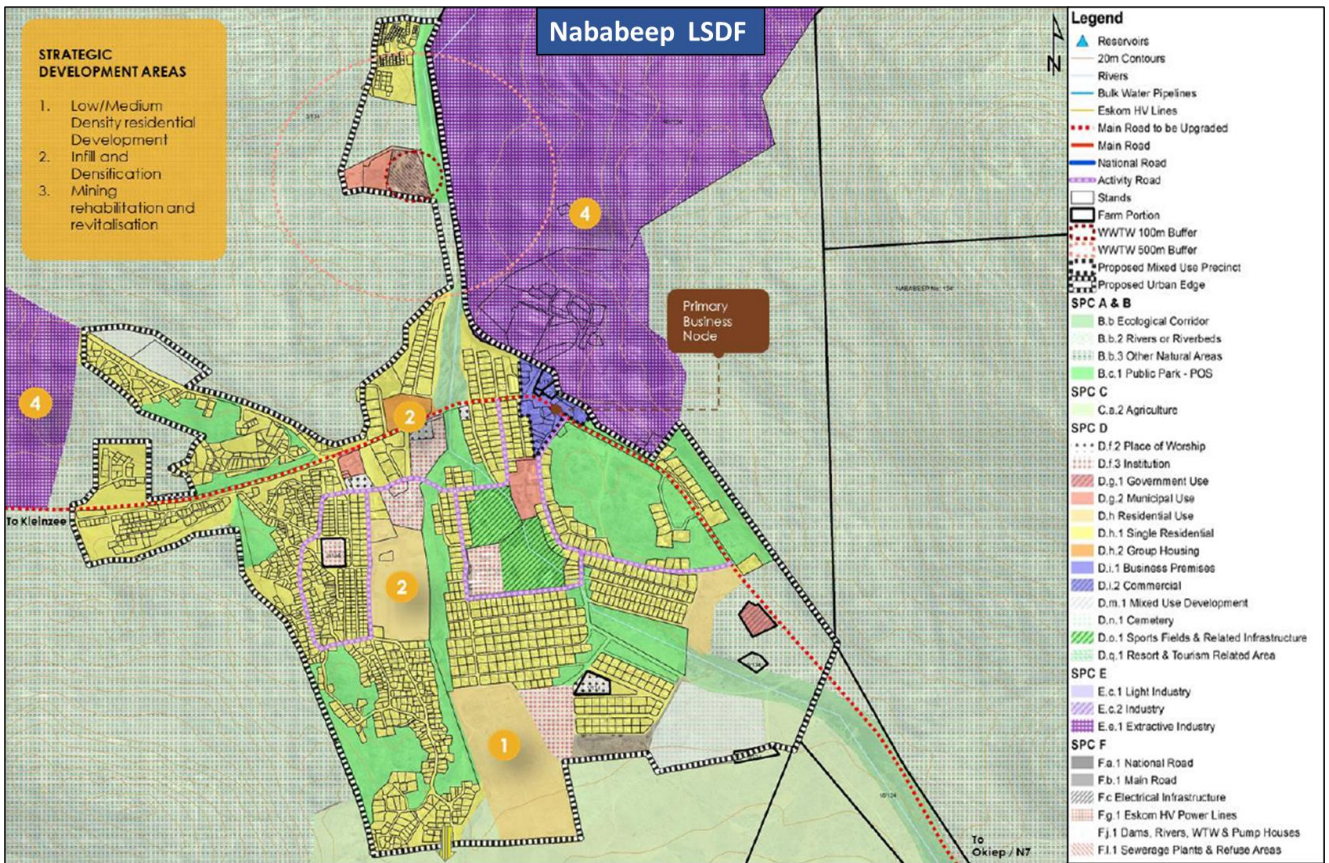 Nababeep LSDF
STRATEGIC
DEVELOPMENT AREAS
1. Low/Medium
Density residential
Development
2. Infill and
Densification
3. Mining
rehabilitation and
revitalisation
N
4
Primary
Business
Node
4
2
2
1
To Kleinzee
NABABEEP No. 134
To
Okiep / N7
Legend
Reservoirs
20m Contours
Rivers
Bulk Water Pipelines
Eskom HV Lines
Main Road to be Upgraded
Main Road
National Road
Activity Road
Stands
Farm Portion
WWTW 100m Buffer
WWTW 500m Buffer
Proposed Mixed Use Precinct
Proposed Urban Edge
SPC A & B
B.b Ecological Corridor
B.b.2 Rivers or Riverbeds
B.b.3 Other Natural Areas
B.c.1 Public Park - POS
SPC C
C.a.2 Agriculture
SPC D
D.f.2 Place of Worship
D.f.3 Institution
D.g.1 Government Use
D.g.2 Municipal Use
D.h Residential Use
D.h.1 Single Residential
D.h.2 Group Housing
D.i.1 Business Premises
D.i.2 Commercial
D.m.1 Mixed Use Development
D.n.1 Cemetery
D.o.1 Sports Fields & Related Infrastructure
D.q.1 Resort & Tourism Related Area
SPC E
E.c.1 Light Industry
E.c.2 Industry
E.e.1 Extractive Industry
SPC F
F.a.1 National Road
F.b.1 Main Road
F.c Electrical Infrastructure
F.g.1 Eskom HV Power Lines
F.j.1 Dams, Rivers, WTW & Pump Houses
F.l.1 Sewerage Plants & Refuse Areas